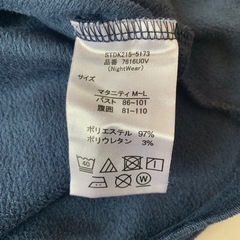 STDK215-5173
品番 7616U0V
(NightWear)
サイズ
マタニティ M~L
バスト 86~101
腹囲 81~110
ポリエステル 97%
ポリウレタン 3%
40